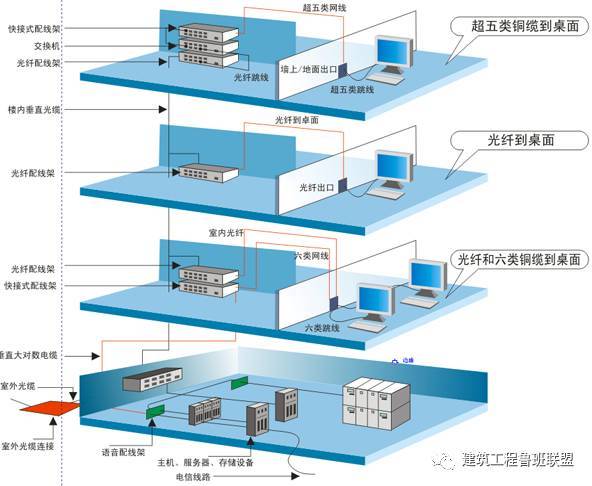 超五类网线
快接式配线架
超五类铜缆到桌面
交换机
光纤配线架
光纤跳线
墙上/地面出口
超五类跳线
楼内垂直光缆
光纤到桌面
光纤到桌面
光纤配线架
光纤出口
室内光纤
六类网线
光纤和六类铜缆到桌面
光纤配线架
快接式配线架
六类跳线
垂直大对数电缆
边缘
室外光缆
室外光缆连接
语音配线架
主机、服务器、存储设备
电信线路
建筑工程鲁班联盟